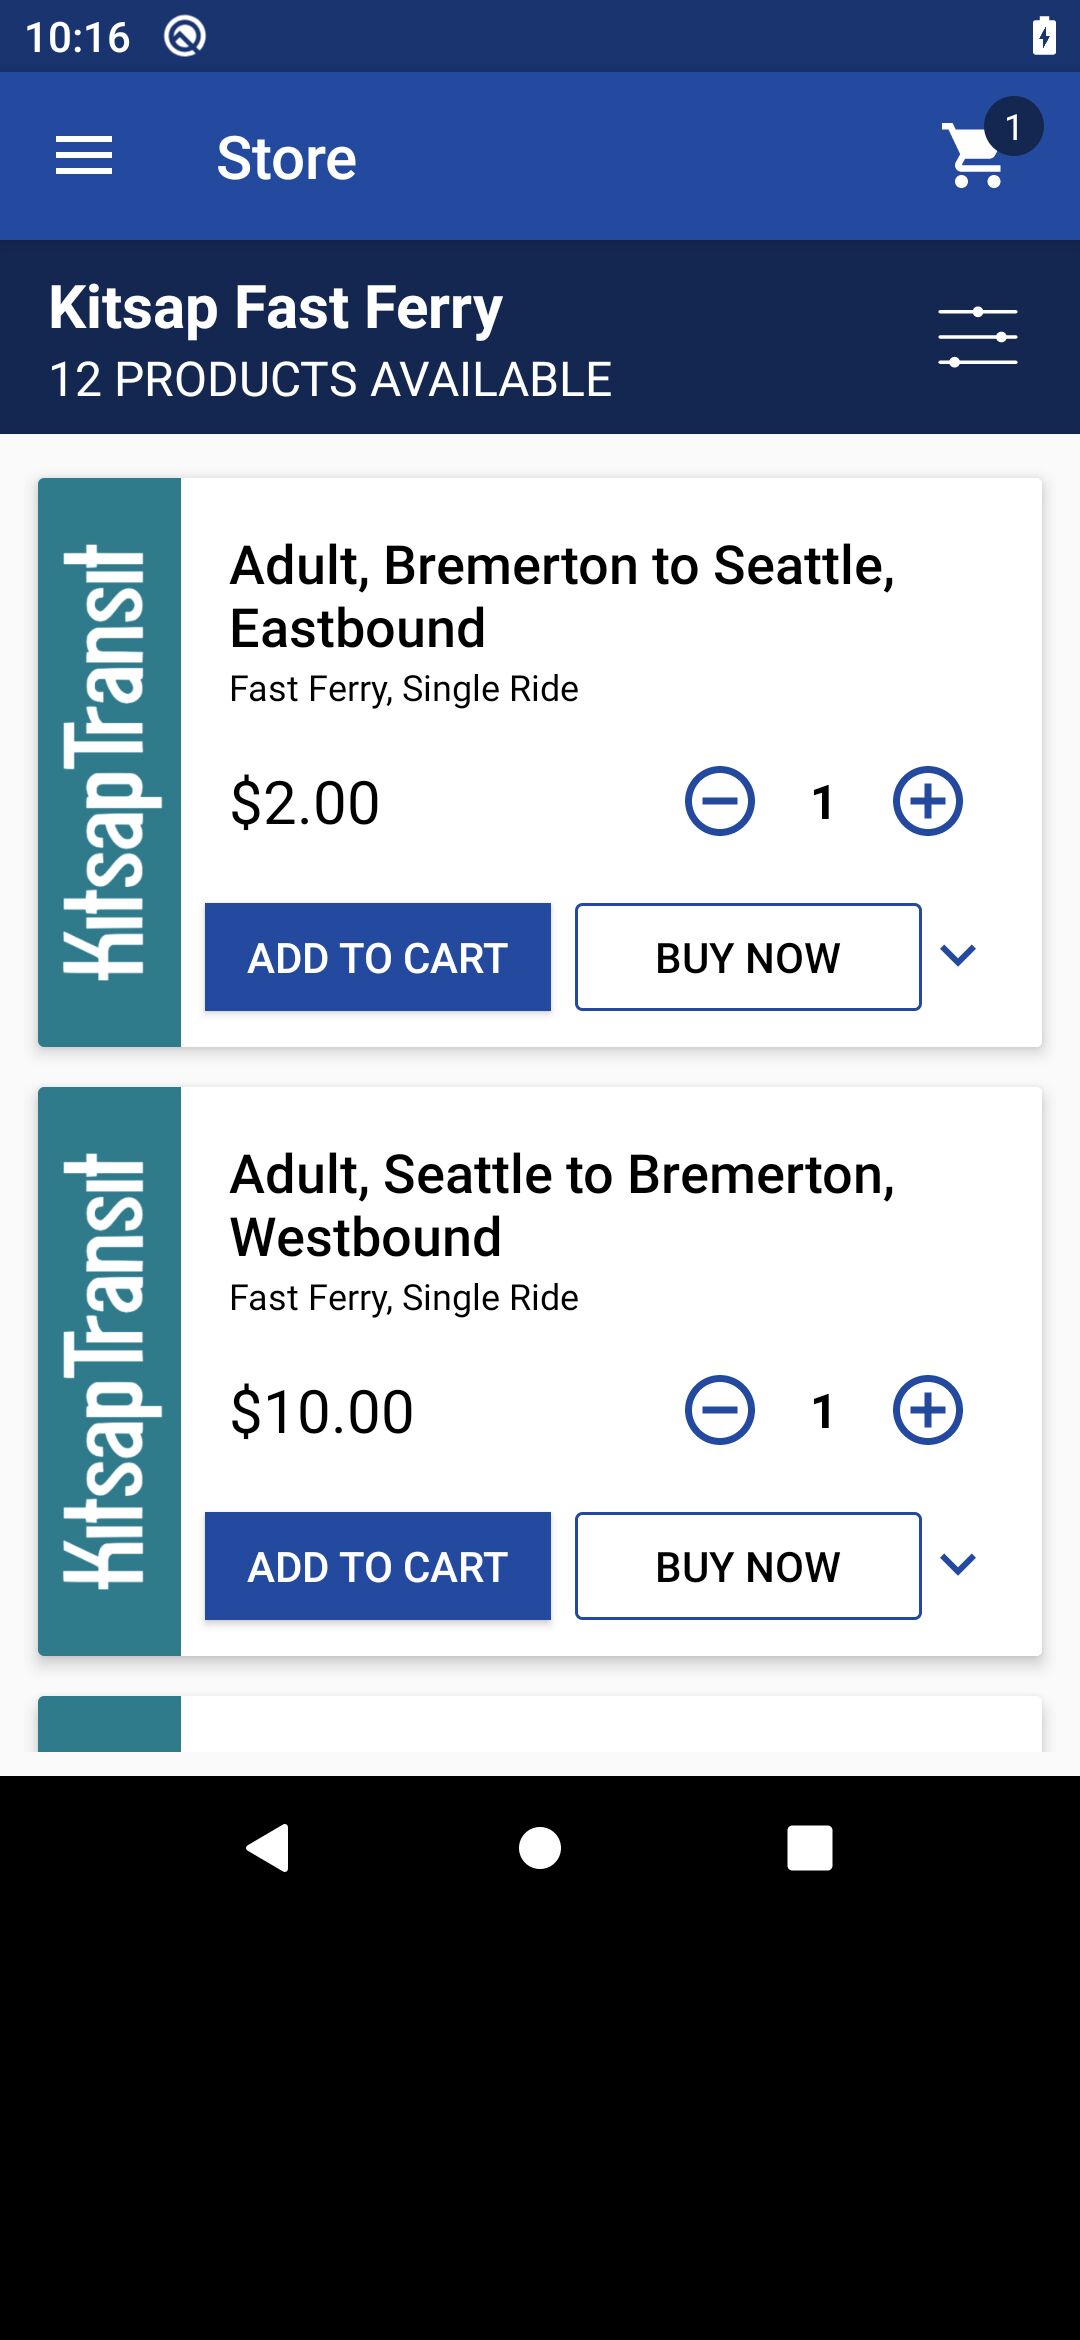 10:16
Store
1
Kitsap Fast Ferry
12 PRODUCTS AVAILABLE
Kitsap Transit
Adult, Bremerton to Seattle,
Eastbound
Fast Ferry, Single Ride
$2.00
1
ADD TO CART
BUY NOW
Kitsap Transit
Adult, Seattle to Bremerton,
Westbound
Fast Ferry, Single Ride
$10.00
1
ADD TO CART
BUY NOW